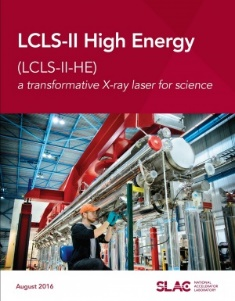 LCLS-II High Energy
(LCLS-II-HE)
a transformative X-ray laser for science
August 2016
SLAC
NATIONAL
ACCELERATOR
LABORATORY